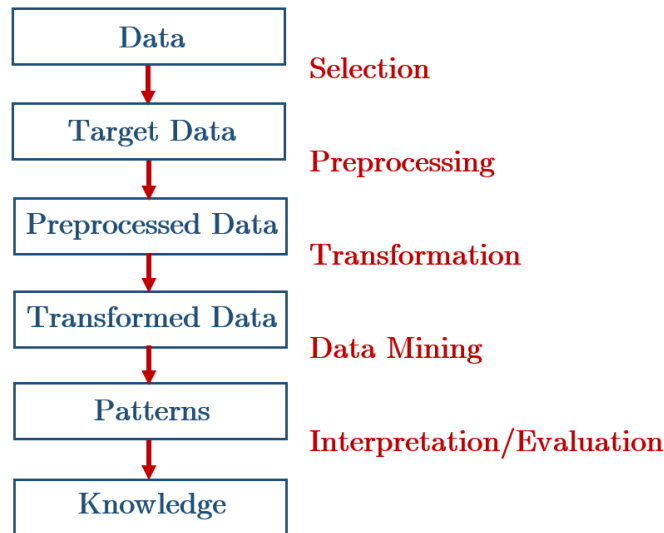 Data
Selection
Target Data
Preprocessing
Preprocessed Data
Transformation
Transformed Data
Data Mining
Patterns
Interpretation/Evaluation
Knowledge